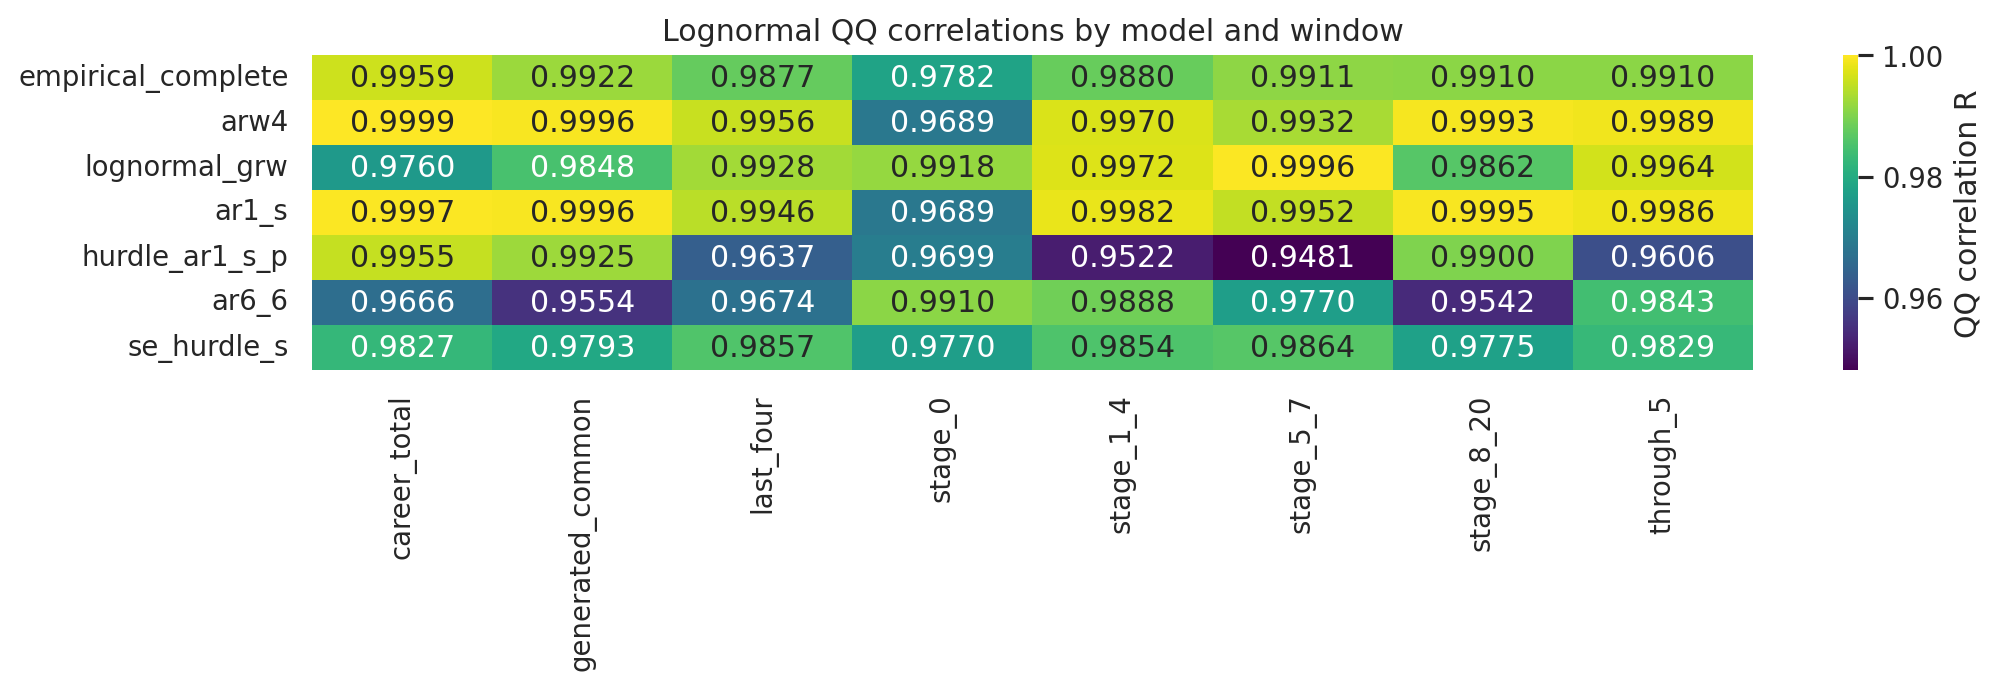 Lognormal QQ correlations by model and window
empirical_complete 0.9959 0.9922 0.9877 0.9782 0.9880 0.9911 0.9910 0.9910
arw4 0.9999 0.9996 0.9956 0.9689 0.9970 0.9932 0.9993 0.9989
lognormal_grw 0.9760 0.9848 0.9928 0.9918 0.9972 0.9996 0.9862 0.9964
ar1_s 0.9997 0.9996 0.9946 0.9689 0.9982 0.9952 0.9995 0.9986
hurdle_ar1_s_p 0.9955 0.9925 0.9637 0.9699 0.9522 0.9481 0.9900 0.9606
ar6_6 0.9666 0.9554 0.9674 0.9910 0.9888 0.9770 0.9542 0.9843
se_hurdle_s 0.9827 0.9793 0.9857 0.9770 0.9854 0.9864 0.9775 0.9829
career_total
generated_common
last_four
stage_0
stage_1_4
stage_5_7
stage_8_20
through_5
1.00
0.98
0.96
QQ correlation R